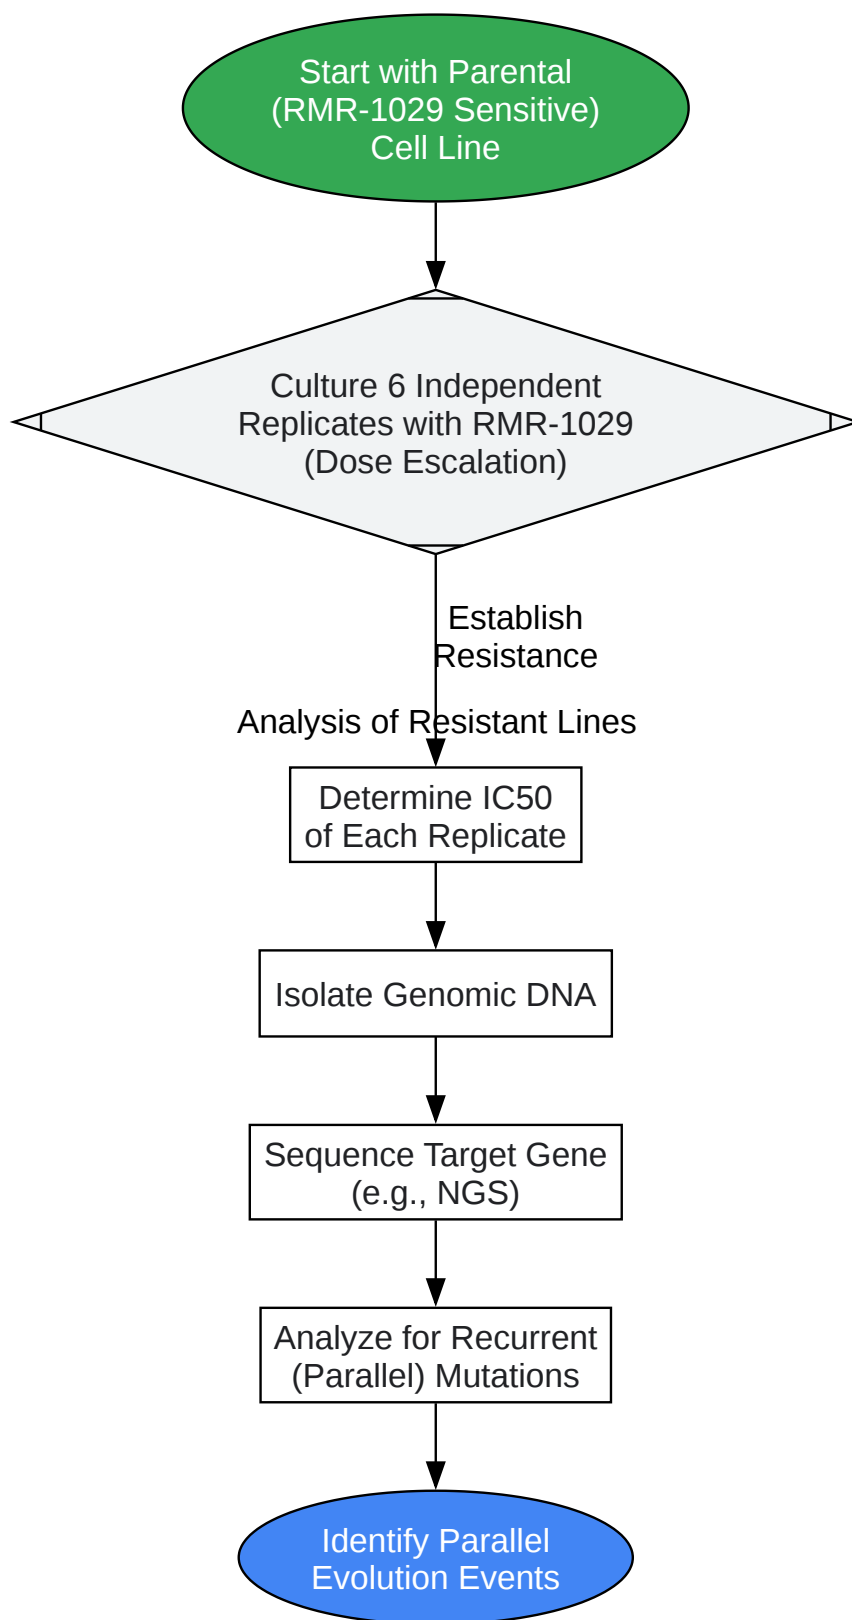 Start with Parental
(RMR-1029 Sensitive)
Cell Line
Culture 6 Independent
Replicates with RMR-1029
(Dose Escalation)
Establish
Resistance
Analysis of Resistant Lines
Determine IC50
of Each Replicate
Isolate Genomic DNA
Sequence Target Gene
(e.g., NGS)
Analyze for Recurrent
(Parallel) Mutations
Identify Parallel
Evolution Events